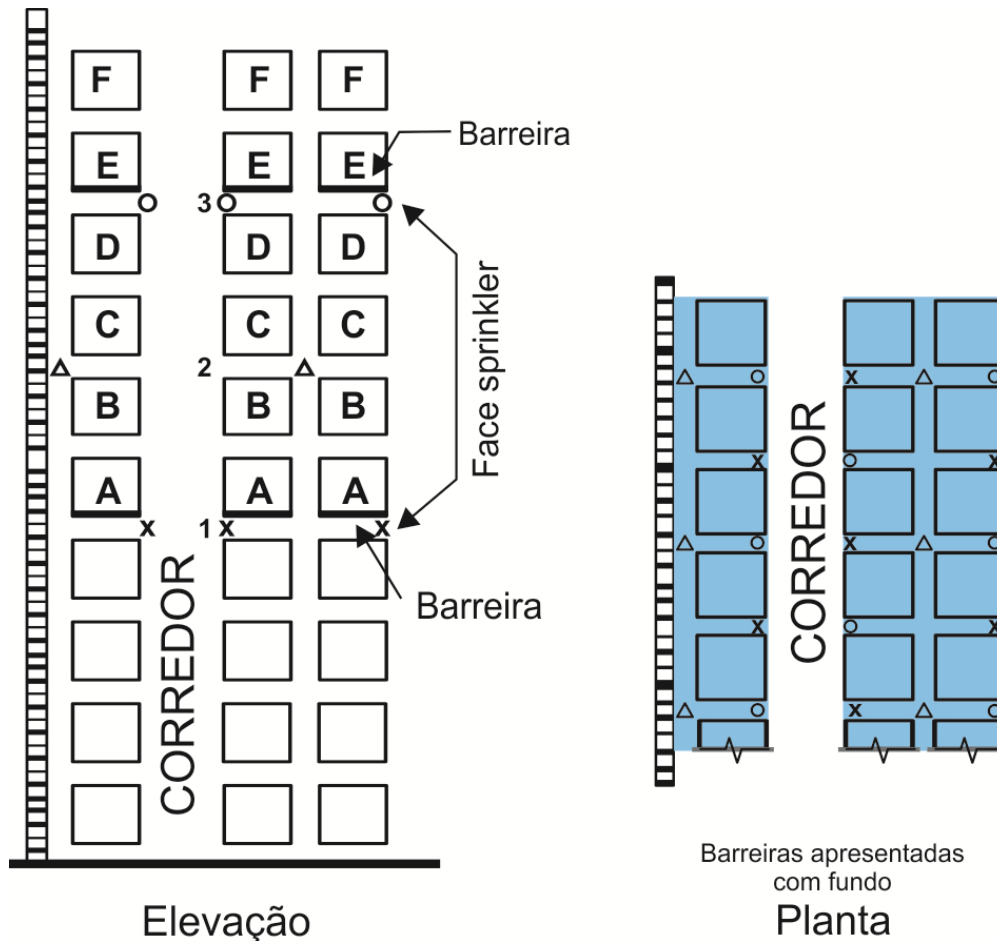 F F F
Barreira
E E E
3
D D D
C C C
2
B B B
Face sprinkler
A A A
x 1 x x
Barreira
CORREDOR
Elevação
x
x x
CORREDOR
x
x x
x
Barreiras apresentadas
com fundo
Planta